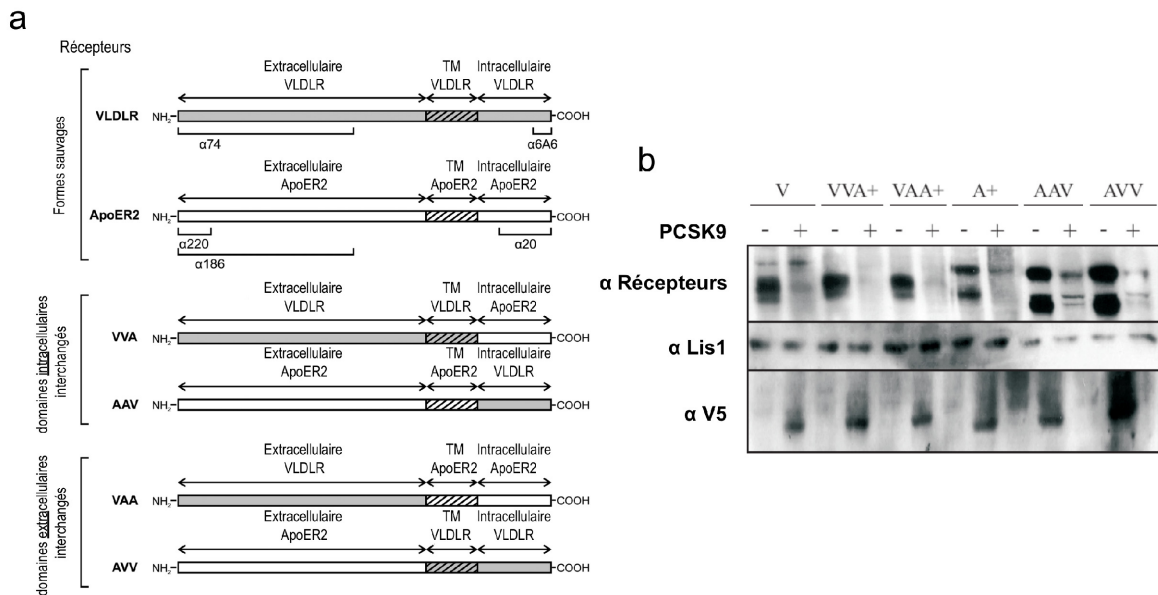 a
Récepteurs
Formes sauvages
Extracellulaire TM Intracellulaire
VLDLR VLDLR VLDLR
VLDLR NH2 COOH
α74 α6A6
Extracellulaire TM Intracellulaire
ApoER2 ApoER2 ApoER2
ApoER2 NH2 COOH
α220 α20
α186
domaines intracellulaires
interchangés
Extracellulaire TM Intracellulaire
VLDLR VLDLR ApoER2
VVA NH2 COOH
Extracellulaire TM Intracellulaire
ApoER2 ApoER2 VLDLR
AAV NH2 COOH
domaines extracellulaires
interchangés
Extracellulaire TM Intracellulaire
VLDLR ApoER2 ApoER2
VAA NH2 COOH
Extracellulaire TM Intracellulaire
ApoER2 VLDLR VLDLR
AVV NH2 COOH
b
V VVA+ VAA+ A+ AAV AVV
PCSK9 - + - + - + - + - + - +
α Récepteurs
α Lis1
α V5